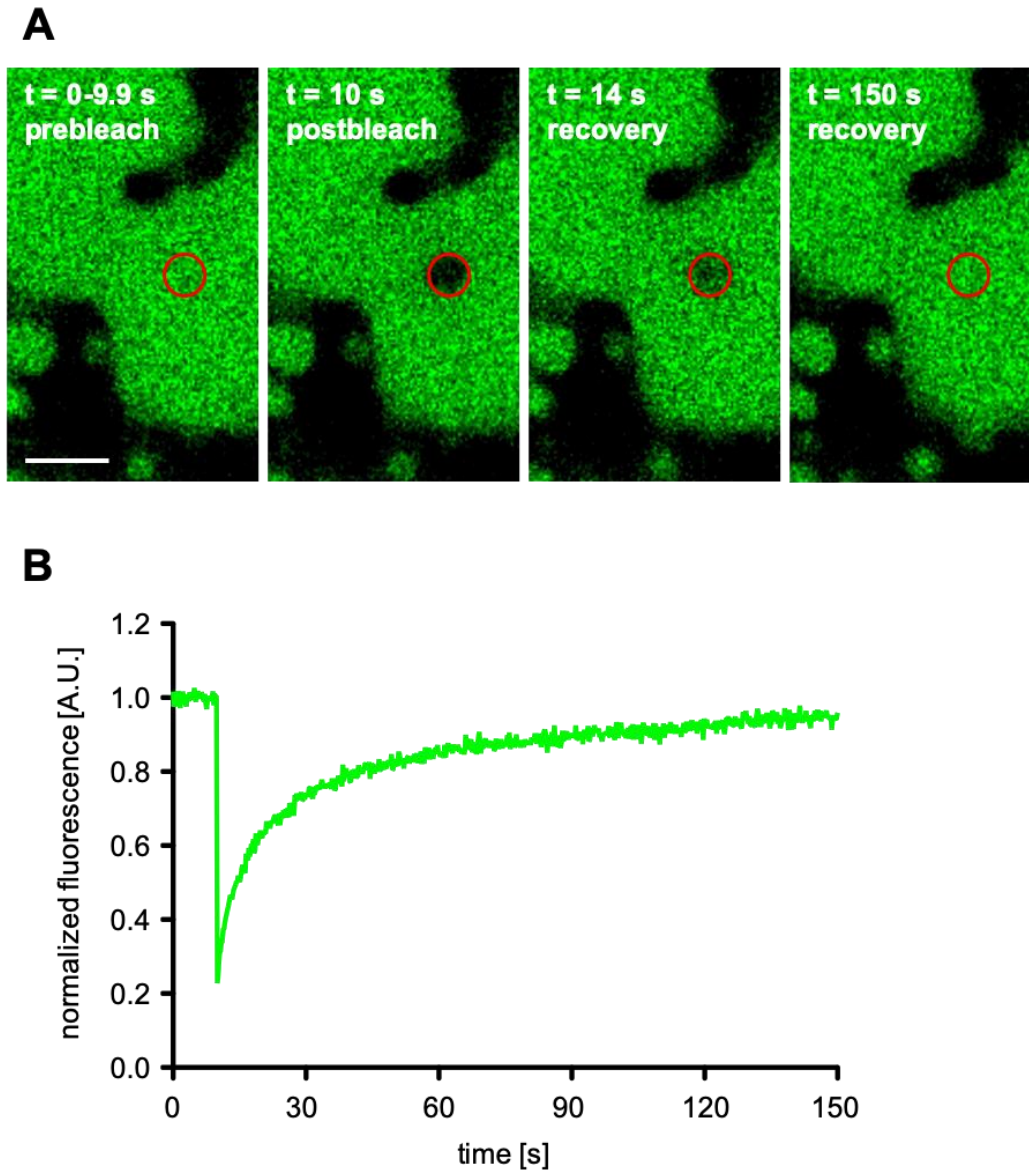 A
t = 0-9.9 s
prebleach
t = 10 s
postbleach
t = 14 s
recovery
t = 150 s
recovery
B
normalized fluorescence [A.U.]
1.2
1.0
0.8
0.6
0.4
0.2
0.0
0 30 60 90 120 150
time [s]